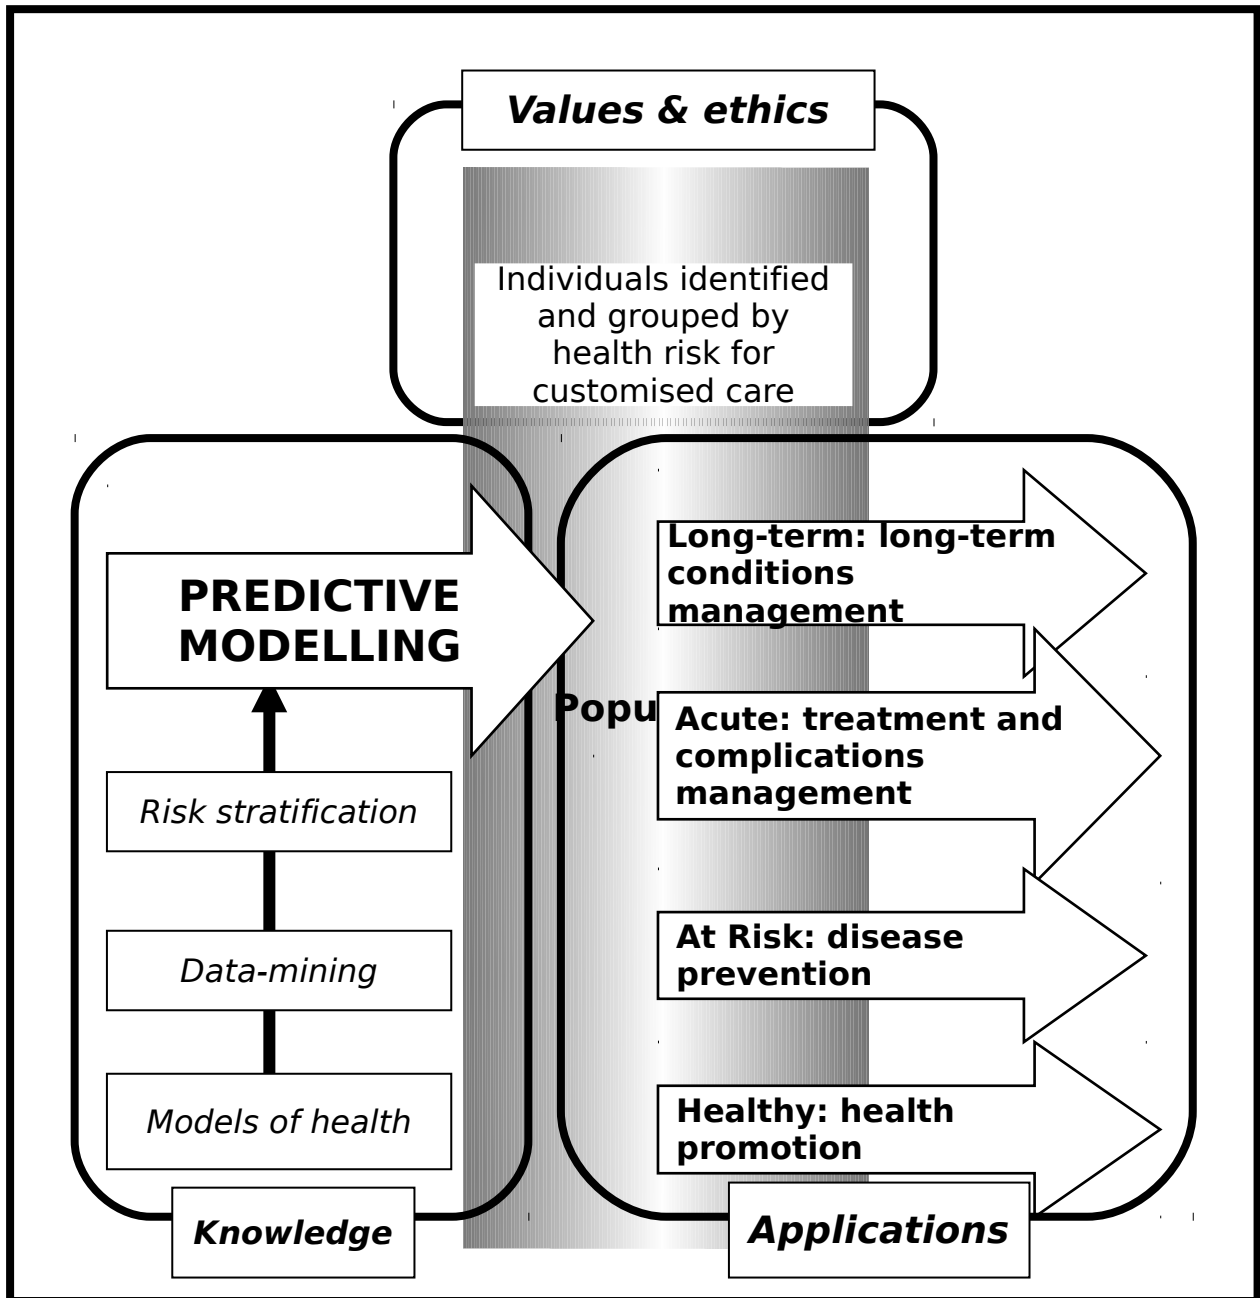 Values & ethics
Individuals identified
and grouped by
health risk for
customised care
PREDICTIVE
MODELLING
Risk stratification
Data-mining
Models of health
Knowledge
Long-term: long-term
conditions
management
Acute: treatment and
complications
management
At Risk: disease
prevention
Healthy: health
promotion
Applications